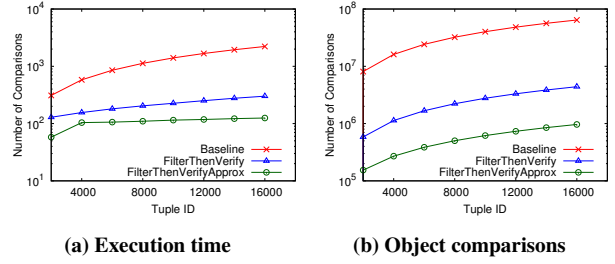 10^4
10^3
10^2
10^1
Number of Comparisons
Baseline
FilterThenVerify
FilterThenVerifyApprox
4000 8000 12000 16000
Tuple ID
(a) Execution time
10^8
10^7
10^6
10^5
Number of Comparisons
Baseline
FilterThenVerify
FilterThenVerifyApprox
4000 8000 12000 16000
Tuple ID
(b) Object comparisons